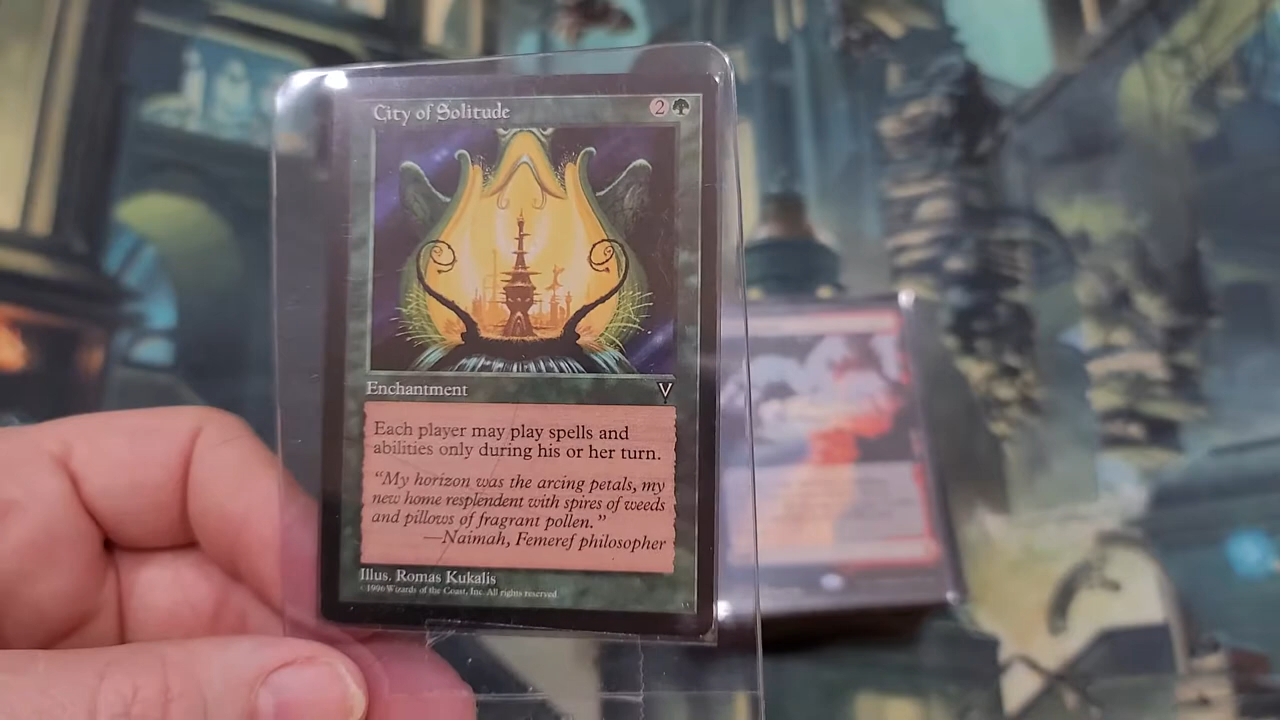 City of Solitude 2
Enchantment V
Each player may play spells and
abilities only during his or her turn.
“My horizon was the arcing petals, my
new home resplendent with spires of weeds
and pillows of fragrant pollen.”
—Naimah, Femeref philosopher
Illus. Romas Kukalis
© 1996 Wizards of the Coast, Inc. All rights reserved.